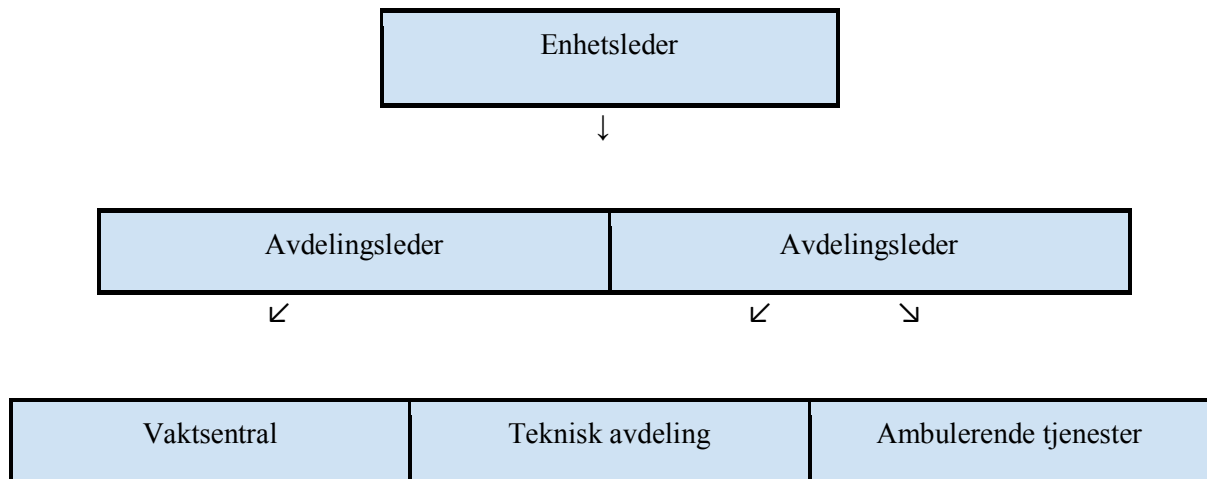 Enhetsleder
↓
Avdelingsleder Avdelingsleder
↙ ↙ ↘
Vaktsentral Teknisk avdeling Ambulerende tjenester